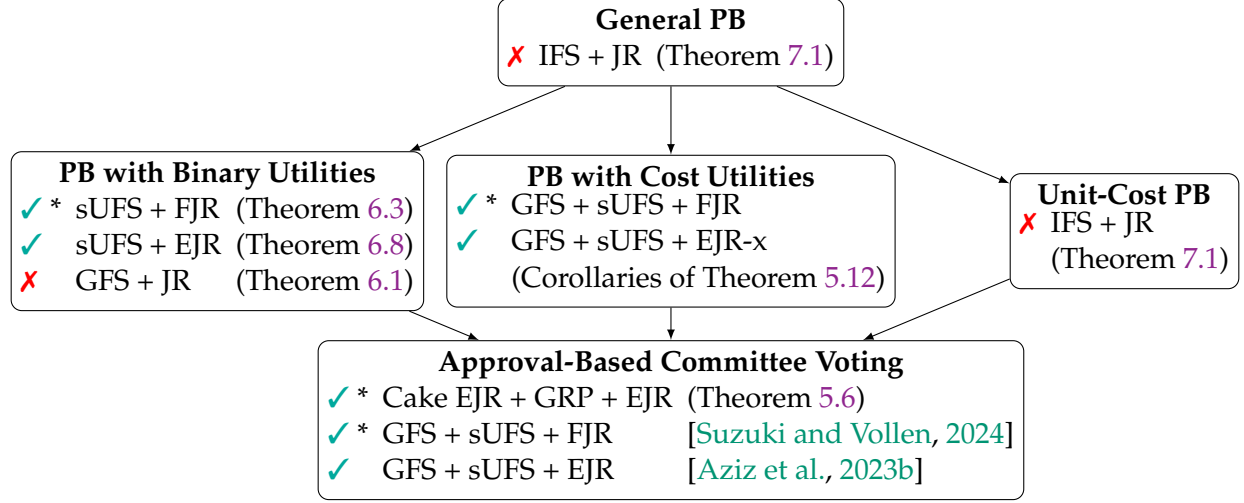 General PB
✗ IFS + JR (Theorem 7.1)
PB with Binary Utilities
✓* sUFS + FJR (Theorem 6.3)
✓ sUFS + EJR (Theorem 6.8)
✗ GFS + JR (Theorem 6.1)
PB with Cost Utilities
✓* GFS + sUFS + FJR
✓ GFS + sUFS + EJR-x
(Corollaries of Theorem 5.12)
Unit-Cost PB
✗ IFS + JR
(Theorem 7.1)
Approval-Based Committee Voting
✓* Cake EJR + GRP + EJR (Theorem 5.6)
✓* GFS + sUFS + FJR [Suzuki and Vollen, 2024]
✓ GFS + sUFS + EJR [Aziz et al., 2023b]